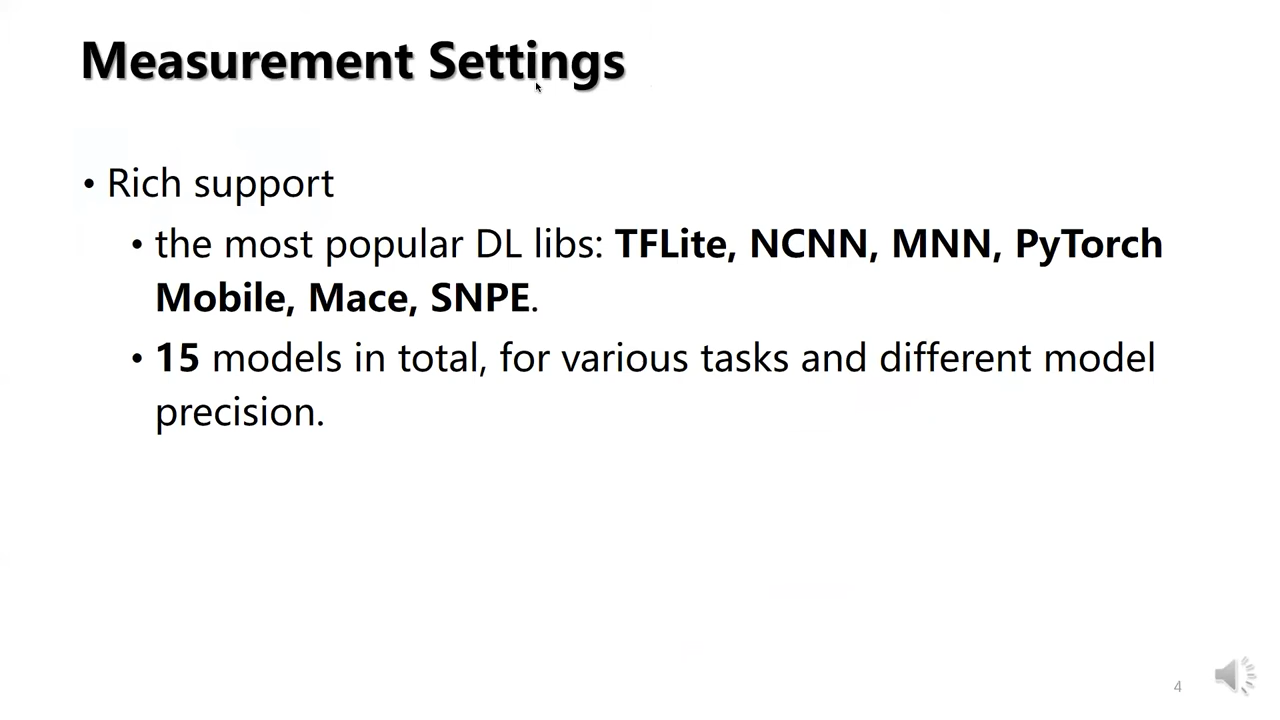 Measurement Settings
• Rich support
• the most popular DL libs: TFLite, NCNN, MNN, PyTorch
Mobile, Mace, SNPE.
• 15 models in total, for various tasks and different model
precision.
4